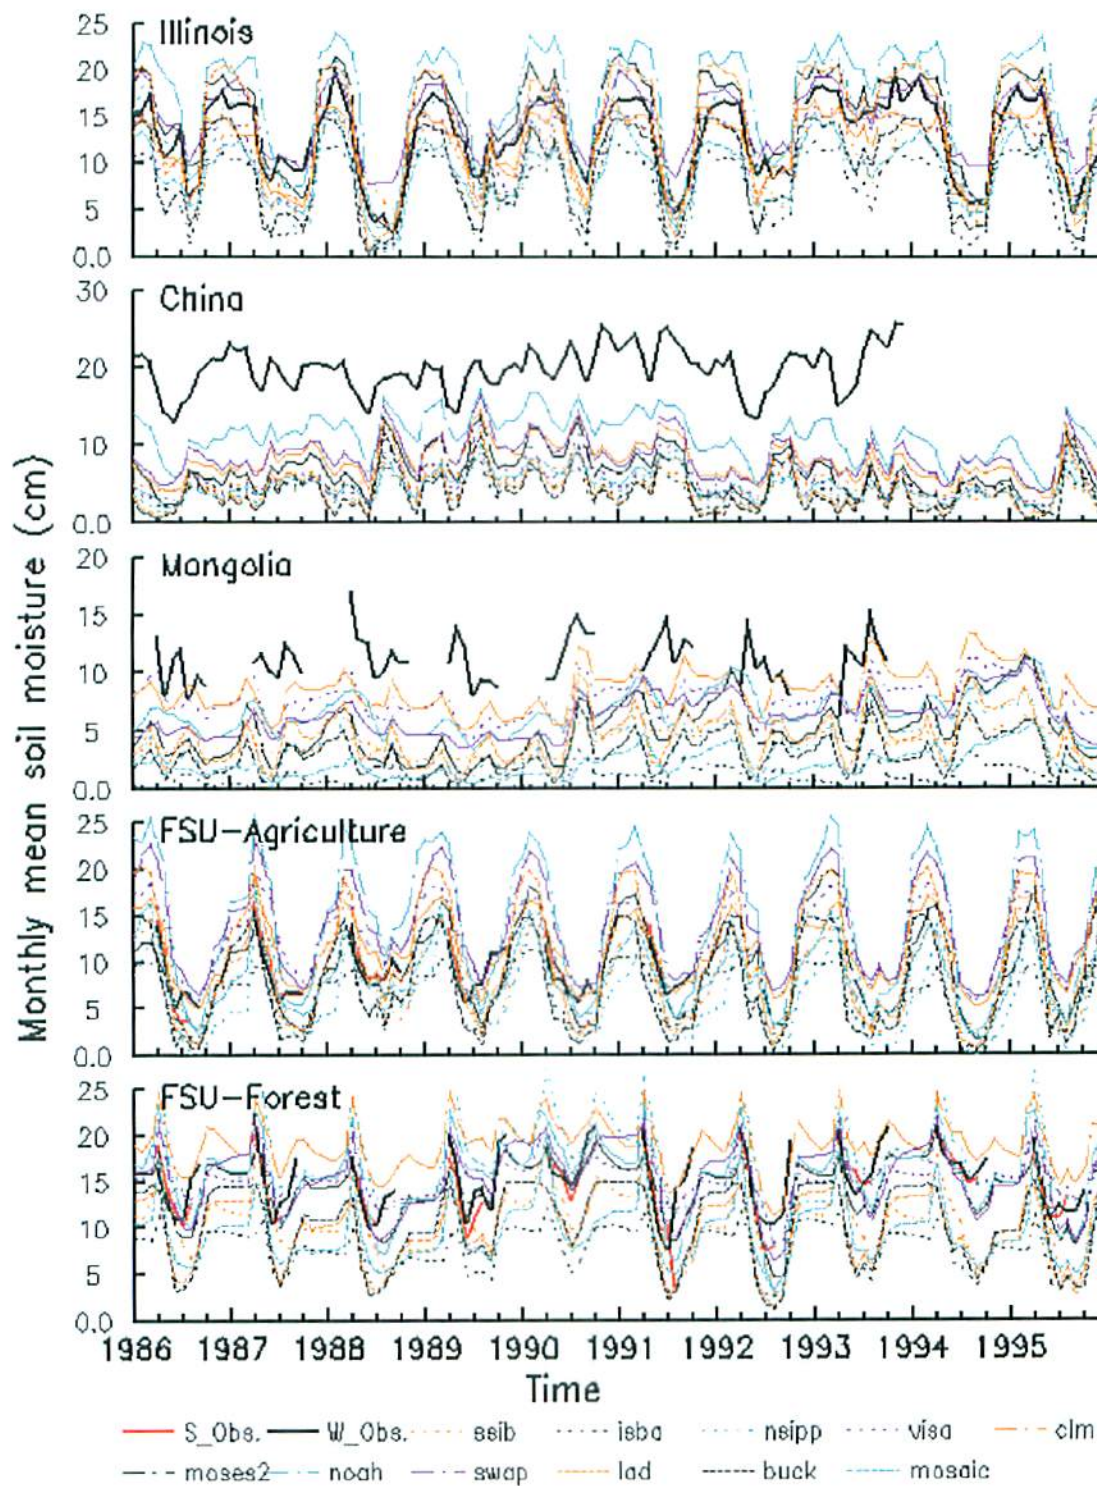 Illinois
25
20
15
10
5
0.0
China
30
20
10
0.0
Mongolia
20
15
10
5
0.0
FSU-Agriculture
25
20
15
10
5
0.0
FSU-Forest
25
20
15
10
5
0.0
Monthly mean soil moisture (cm)
1986 1987 1988 1989 1990 1991 1992 1993 1994 1995
Time
S_Obs. W_Obs. ssib isba nsipp visa clm
moses2 noah swap lad buck mosaic